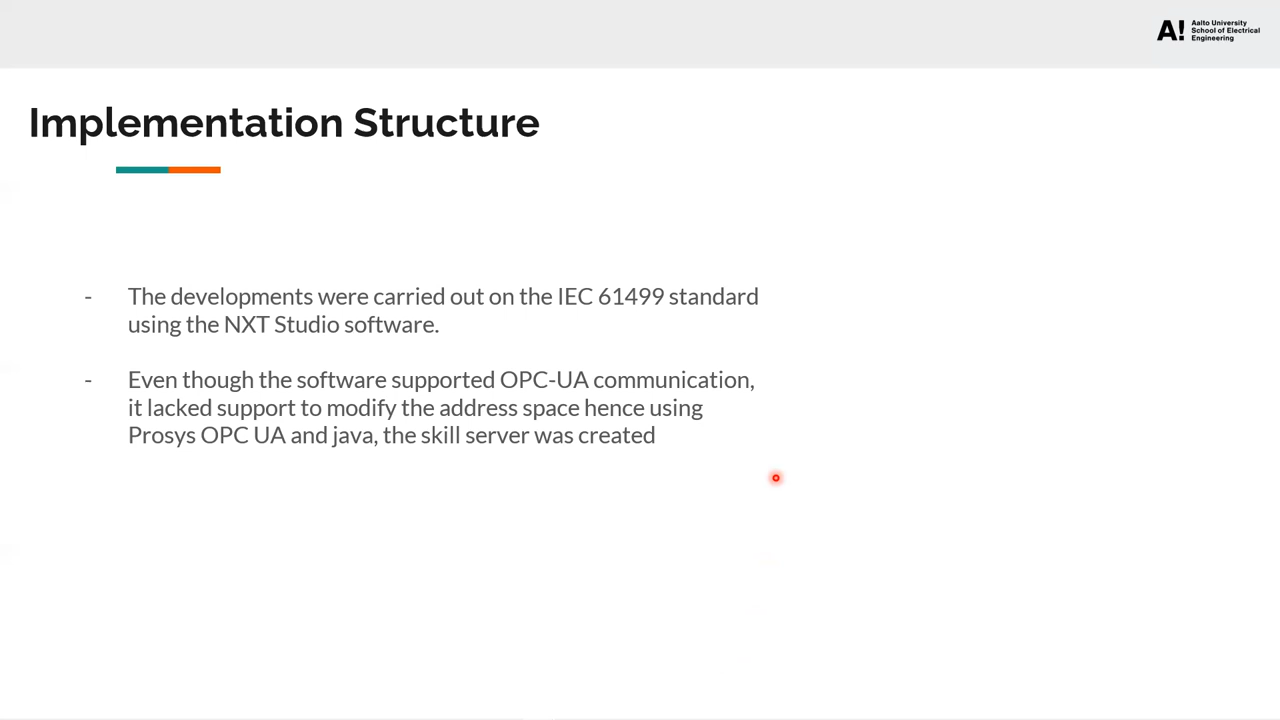 A!
Aalto University
School of Electrical
Engineering
Implementation Structure
- The developments were carried out on the IEC 61499 standard
using the NXT Studio software.
- Even though the software supported OPC-UA communication,
it lacked support to modify the address space hence using
Prosys OPC UA and java, the skill server was created